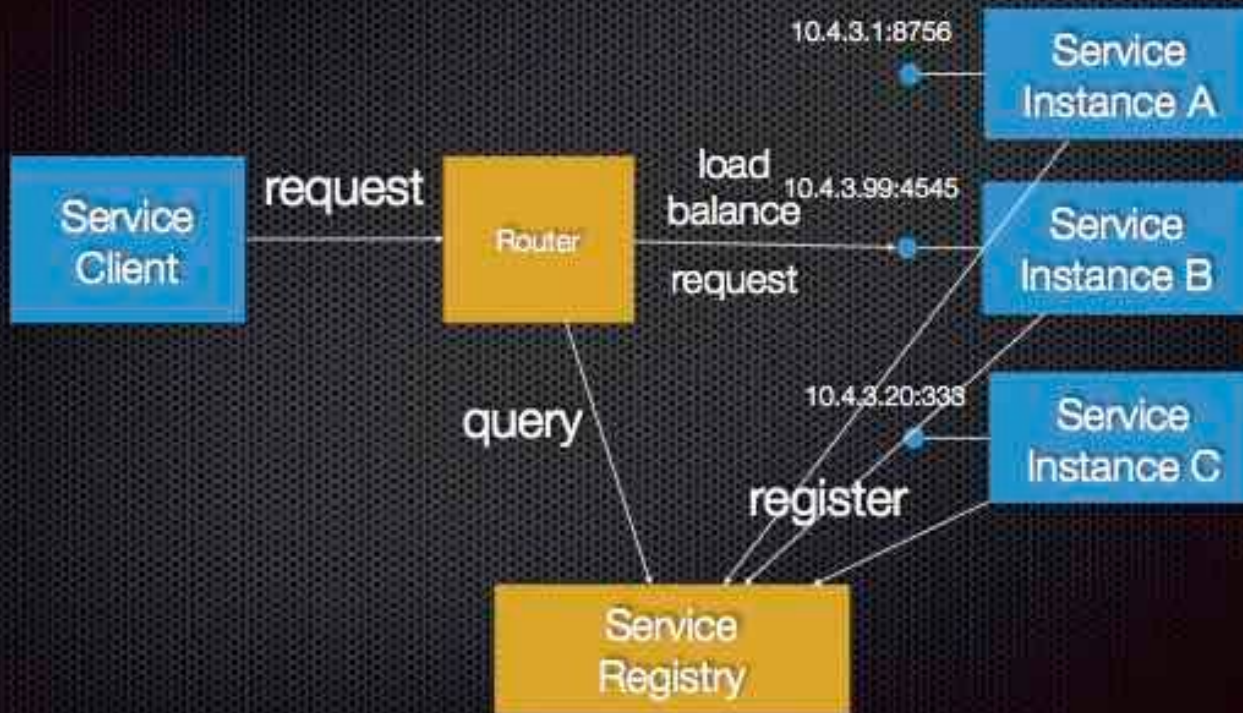 10.4.3.1:8756
Service
Instance A
Service
Client
request
Router
load
balance
10.4.3.99:4545
request
Service
Instance B
query
10.4.3.20:333
Service
Instance C
register
Service
Registry